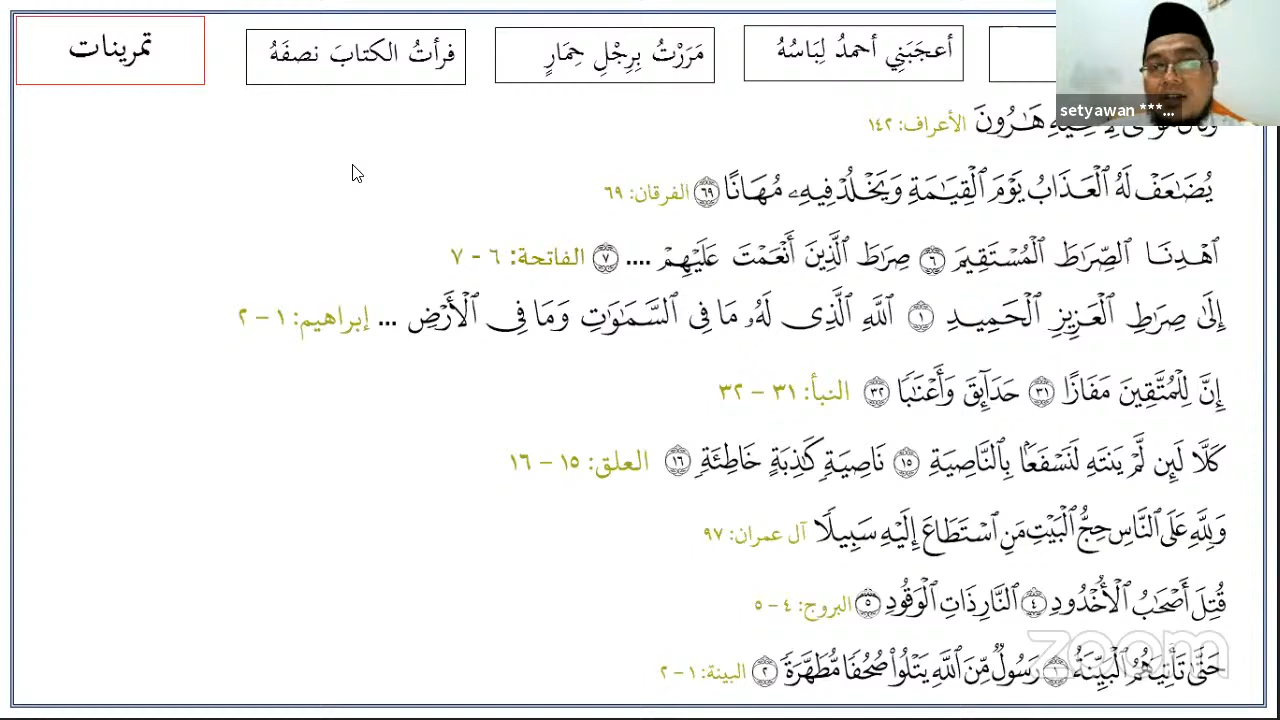 تمرينات
فرأتُ الكتابَ نصفَهُ
مَرَرْتُ بِرِجْلِ حِمَارٍ
أعجَبَنِي أحمدُ لِبَاسُهُ
setyawan ***...
هَٰرُونَ الأعراف: ١٤٢
يُضَٰعَفْ لَهُ ٱلْعَذَابُ يَوْمَ ٱلْقِيَٰمَةِ وَيَخْلُدْ فِيهِۦ مُهَانًا ٦٩ الفرقان: ٦٩
ٱهْدِنَا ٱلصِّرَٰطَ ٱلْمُسْتَقِيمَ ٦ صِرَٰطَ ٱلَّذِينَ أَنْعَمْتَ عَلَيْهِمْ .... ٧ الفاتحة: ٦ - ٧
إِلَىٰ صِرَٰطِ ٱلْعَزِيزِ ٱلْحَمِيدِ ١ ٱللَّهِ ٱلَّذِى لَهُۥ مَا فِى ٱلسَّمَٰوَٰتِ وَمَا فِى ٱلْأَرْضِ ... إبراهيم: ١ – ٢
إِنَّ لِلْمُتَّقِينَ مَفَازًا ٣١ حَدَآئِقَ وَأَعْنَٰبًا ٣٢ النبأ: ٣١ – ٣٢
كَلَّا لَئِن لَّمْ يَنتَهِ لَنَسْفَعًۢا بِٱلنَّاصِيَةِ ١٥ نَاصِيَةٍ كَٰذِبَةٍ خَاطِئَةٍ ١٦ العلق: ١٥ – ١٦
وَلِلَّهِ عَلَى ٱلنَّاسِ حِجُّ ٱلْبَيْتِ مَنِ ٱسْتَطَاعَ إِلَيْهِ سَبِيلًا آل عمران: ٩٧
قُتِلَ أَصْحَٰبُ ٱلْأُخْدُودِ ٤ ٱلنَّارِ ذَاتِ ٱلْوَقُودِ ٥ البروج: ٤ – ٥
حَتَّىٰ تَأْتِيَهُمُ ٱلْبَيِّنَةُ ١ رَسُولٌ مِّنَ ٱللَّهِ يَتْلُوا۟ صُحُفًا مُّطَهَّرَةً ٢ البينة: ١ – ٢
zoom